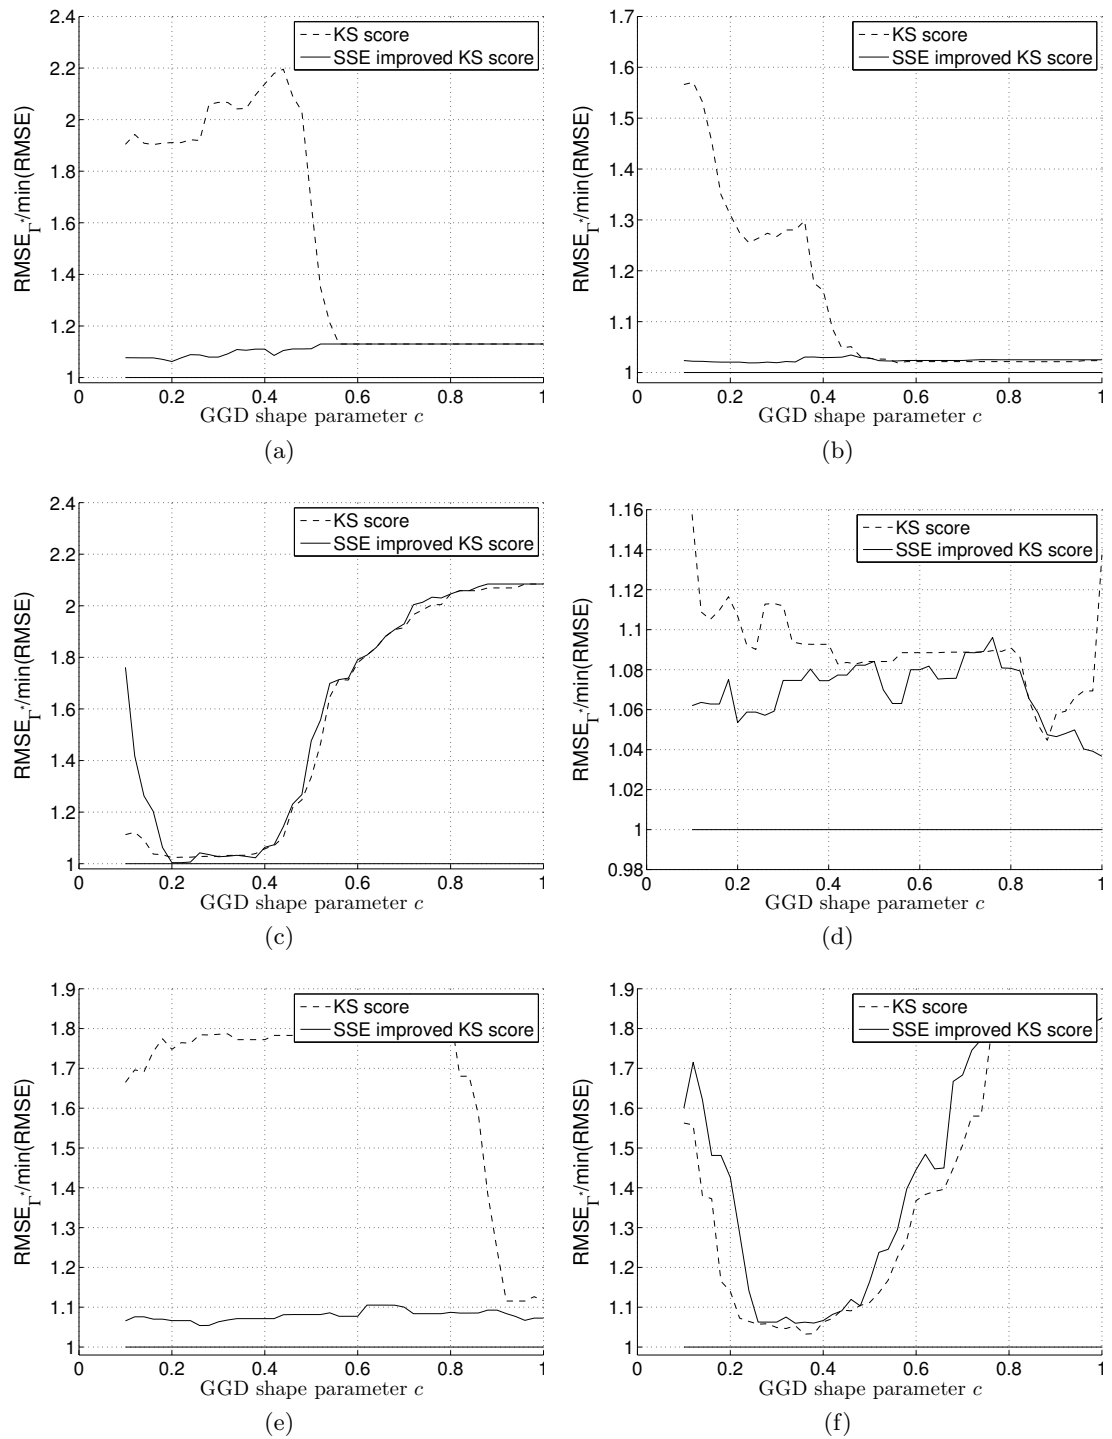 2.4
2.2
2
1.8
1.6
1.4
1.2
1
0 0.2 0.4 0.6 0.8 1
RMSE_Γ*/min(RMSE)
KS score
SSE improved KS score
GGD shape parameter c
(a)
1.7
1.6
1.5
1.4
1.3
1.2
1.1
1
0 0.2 0.4 0.6 0.8 1
RMSE_Γ*/min(RMSE)
KS score
SSE improved KS score
GGD shape parameter c
(b)
2.4
2.2
2
1.8
1.6
1.4
1.2
1
0 0.2 0.4 0.6 0.8 1
RMSE_Γ*/min(RMSE)
KS score
SSE improved KS score
GGD shape parameter c
(c)
1.16
1.14
1.12
1.1
1.08
1.06
1.04
1.02
1
0.98
0 0.2 0.4 0.6 0.8 1
RMSE_Γ*/min(RMSE)
KS score
SSE improved KS score
GGD shape parameter c
(d)
1.9
1.8
1.7
1.6
1.5
1.4
1.3
1.2
1.1
1
0 0.2 0.4 0.6 0.8 1
RMSE_Γ*/min(RMSE)
KS score
SSE improved KS score
GGD shape parameter c
(e)
1.9
1.8
1.7
1.6
1.5
1.4
1.3
1.2
1.1
1
0 0.2 0.4 0.6 0.8 1
RMSE_Γ*/min(RMSE)
KS score
SSE improved KS score
GGD shape parameter c
(f)